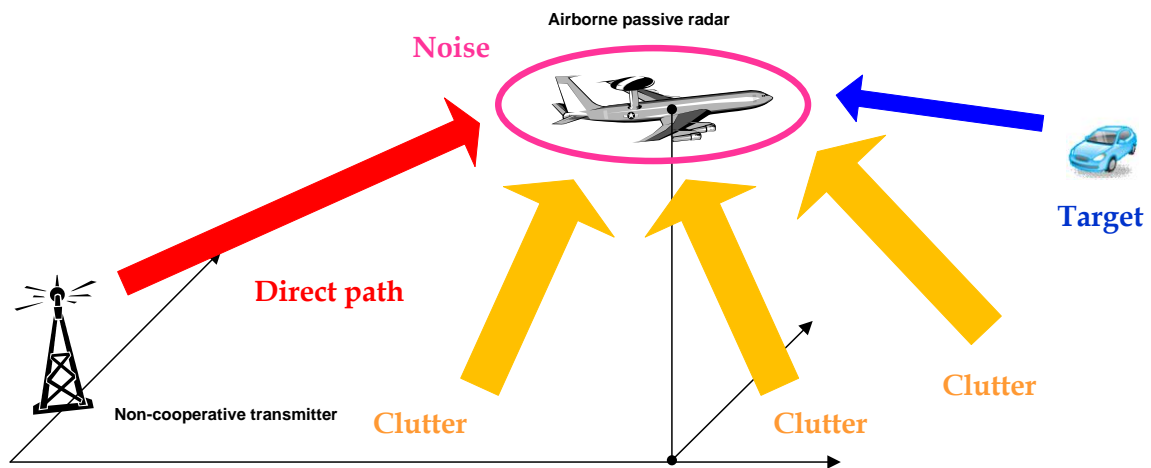 Airborne passive radar
Noise
Target
Direct path
Clutter
Non-cooperative transmitter
Clutter
Clutter